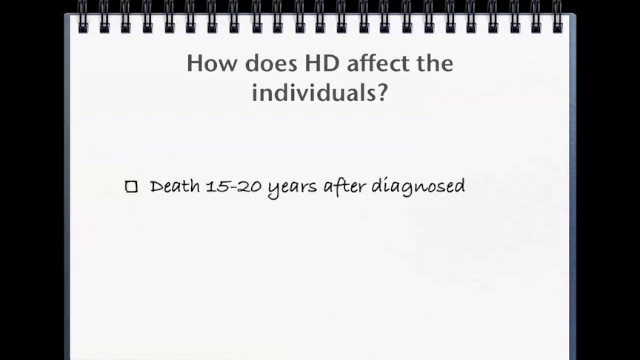 How does HD affect the
individuals?
Death 15-20 years after diagnosed